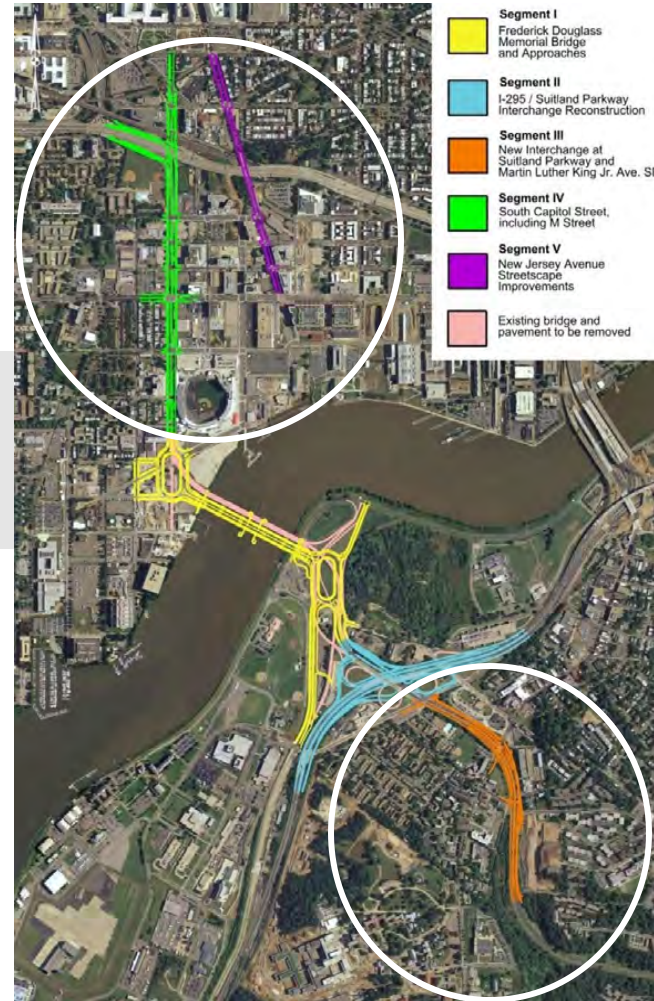 Segment I
Frederick Douglass
Memorial Bridge
and Approaches
Segment II
I-295 / Suitland Parkway
Interchange Reconstruction
Segment III
New Interchange at
Suitland Parkway and
Martin Luther King Jr. Ave. SE
Segment IV
South Capitol Street,
including M Street
Segment V
New Jersey Avenue
Streetscape
Improvements
Existing bridge and
pavement to be removed